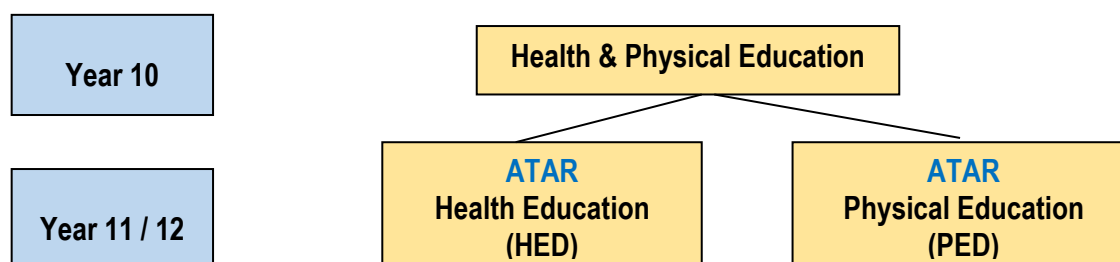 Year 10
Health & Physical Education
Year 11 / 12
ATAR
Health Education
(HED)
ATAR
Physical Education
(PED)